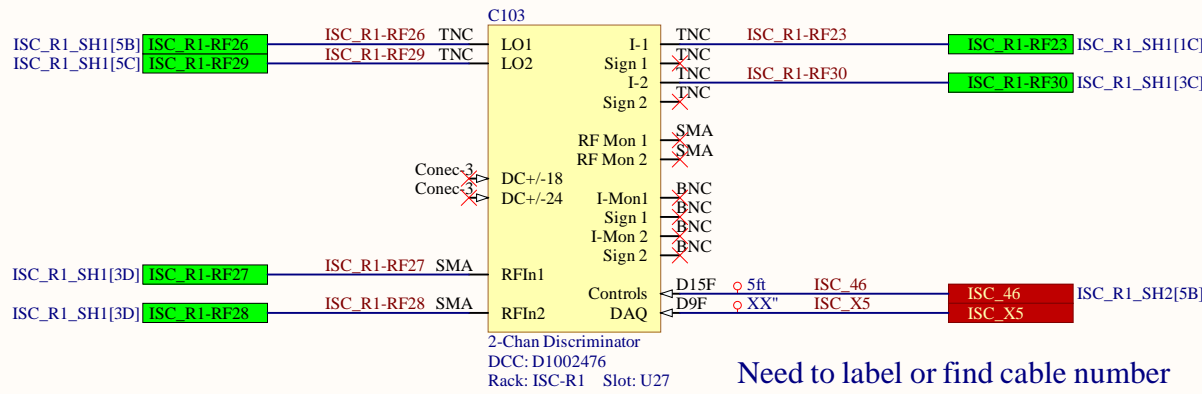 C103
ISC_R1_SH1[5B] ISC_R1-RF26 ISC_R1-RF26 TNC LO1 I-1 TNC ISC_R1-RF23 ISC_R1-RF23 ISC_R1_SH1[1C]
ISC_R1_SH1[5C] ISC_R1-RF29 ISC_R1-RF29 TNC LO2 Sign 1 TNC
I-2 TNC ISC_R1-RF30 ISC_R1-RF30 ISC_R1_SH1[3C]
Sign 2 TNC
RF Mon 1 SMA
RF Mon 2 SMA
Conec-3 DC+/-18
Conec-3 DC+/-24 I-Mon1 BNC
Sign 1 BNC
I-Mon 2 BNC
Sign 2 BNC
ISC_R1_SH1[3D] ISC_R1-RF27 ISC_R1-RF27 SMA RFIn1
Controls D15F 5ft ISC_46 ISC_46 ISC_R1_SH2[5B]
ISC_R1_SH1[3D] ISC_R1-RF28 ISC_R1-RF28 SMA RFIn2 DAQ D9F XX" ISC_X5 ISC_X5
2-Chan Discriminator
DCC: D1002476
Rack: ISC-R1 Slot: U27
Need to label or find cable number